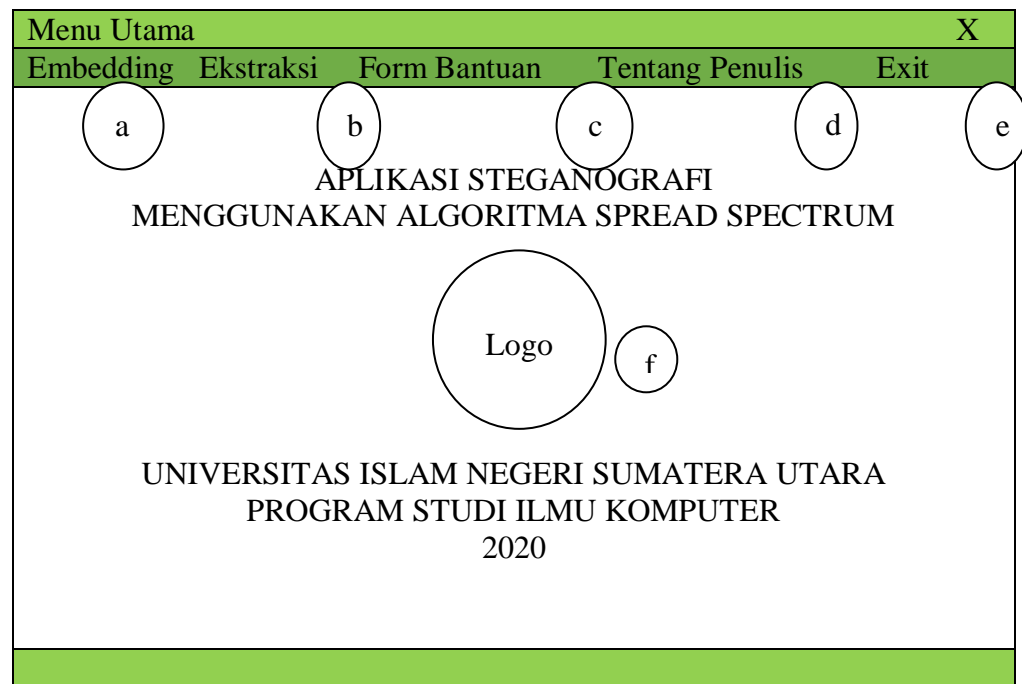 Menu Utama X
Embedding Ekstraksi Form Bantuan Tentang Penulis Exit
a b c d e
APLIKASI STEGANOGRAFI
MENGGUNAKAN ALGORITMA SPREAD SPECTRUM
Logo f
UNIVERSITAS ISLAM NEGERI SUMATERA UTARA
PROGRAM STUDI ILMU KOMPUTER
2020